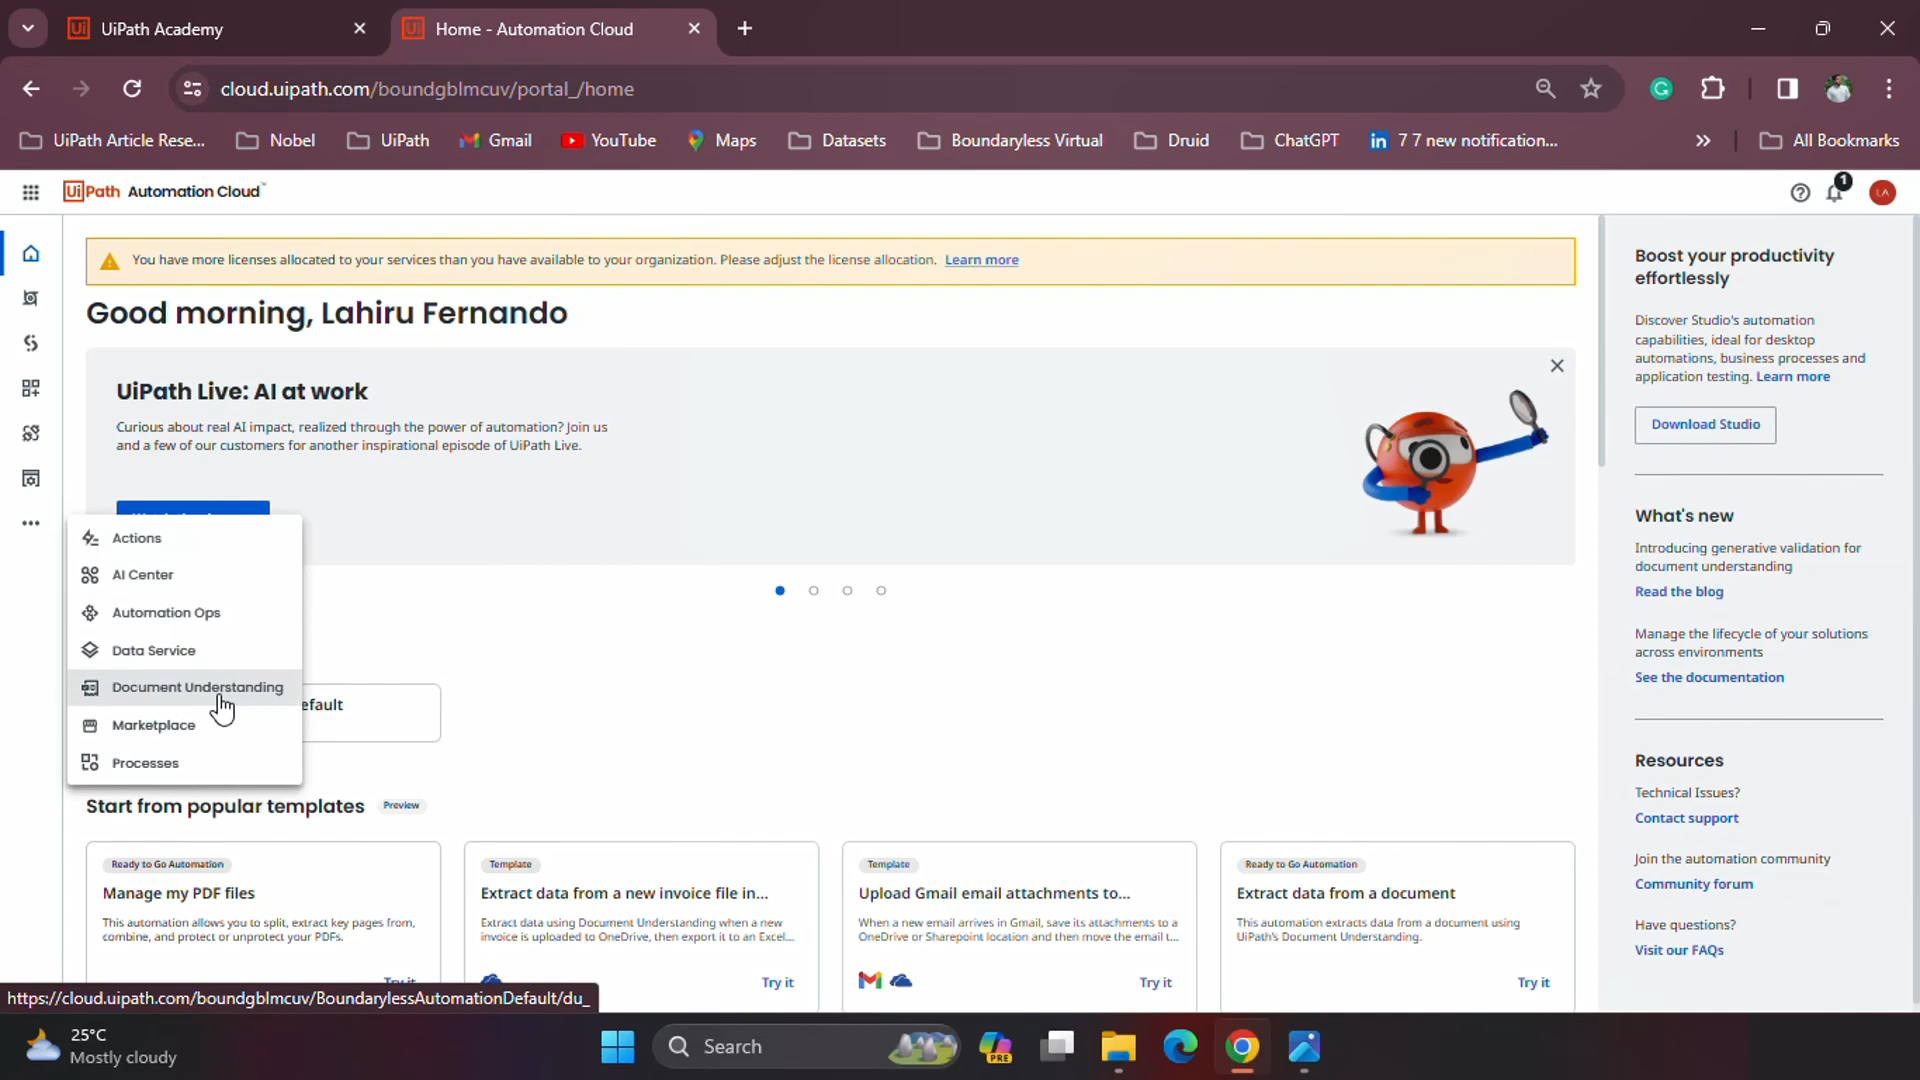 UiPath Academy
Home - Automation Cloud
cloud.uipath.com/boundgblmcuv/portal_/home
UiPath Article Rese...
Nobel
UiPath
Gmail
YouTube
Maps
Datasets
Boundaryless Virtual
Druid
ChatGPT
7 7 new notification...
All Bookmarks
UiPath Automation Cloud™
1
LA
You have more licenses allocated to your services than you have available to your organization. Please adjust the license allocation. Learn more
Good morning, Lahiru Fernando
UiPath Live: AI at work
Curious about real AI impact, realized through the power of automation? Join us
and a few of our customers for another inspirational episode of UiPath Live.
Actions
AI Center
Automation Ops
Data Service
Document Understanding
Marketplace
Processes
efault
Start from popular templates
Preview
Ready to Go Automation
Manage my PDF files
This automation allows you to split, extract key pages from,
combine, and protect or unprotect your PDFs.
Try it
Template
Extract data from a new invoice file in...
Extract data using Document Understanding when a new
invoice is uploaded to OneDrive, then export it to an Excel...
Try it
Template
Upload Gmail email attachments to...
When a new email arrives in Gmail, save its attachments to a
OneDrive or Sharepoint location and then move the email t...
Try it
Ready to Go Automation
Extract data from a document
This automation extracts data from a document using
UiPath's Document Understanding.
Try it
Boost your productivity
effortlessly
Discover Studio's automation
capabilities, ideal for desktop
automations, business processes and
application testing. Learn more
Download Studio
What's new
Introducing generative validation for
document understanding
Read the blog
Manage the lifecycle of your solutions
across environments
See the documentation
Resources
Technical Issues?
Contact support
Join the automation community
Community forum
Have questions?
Visit our FAQs
https://cloud.uipath.com/boundgblmcuv/BoundarylessAutomationDefault/du_
25°C
Mostly cloudy
Search
PRE